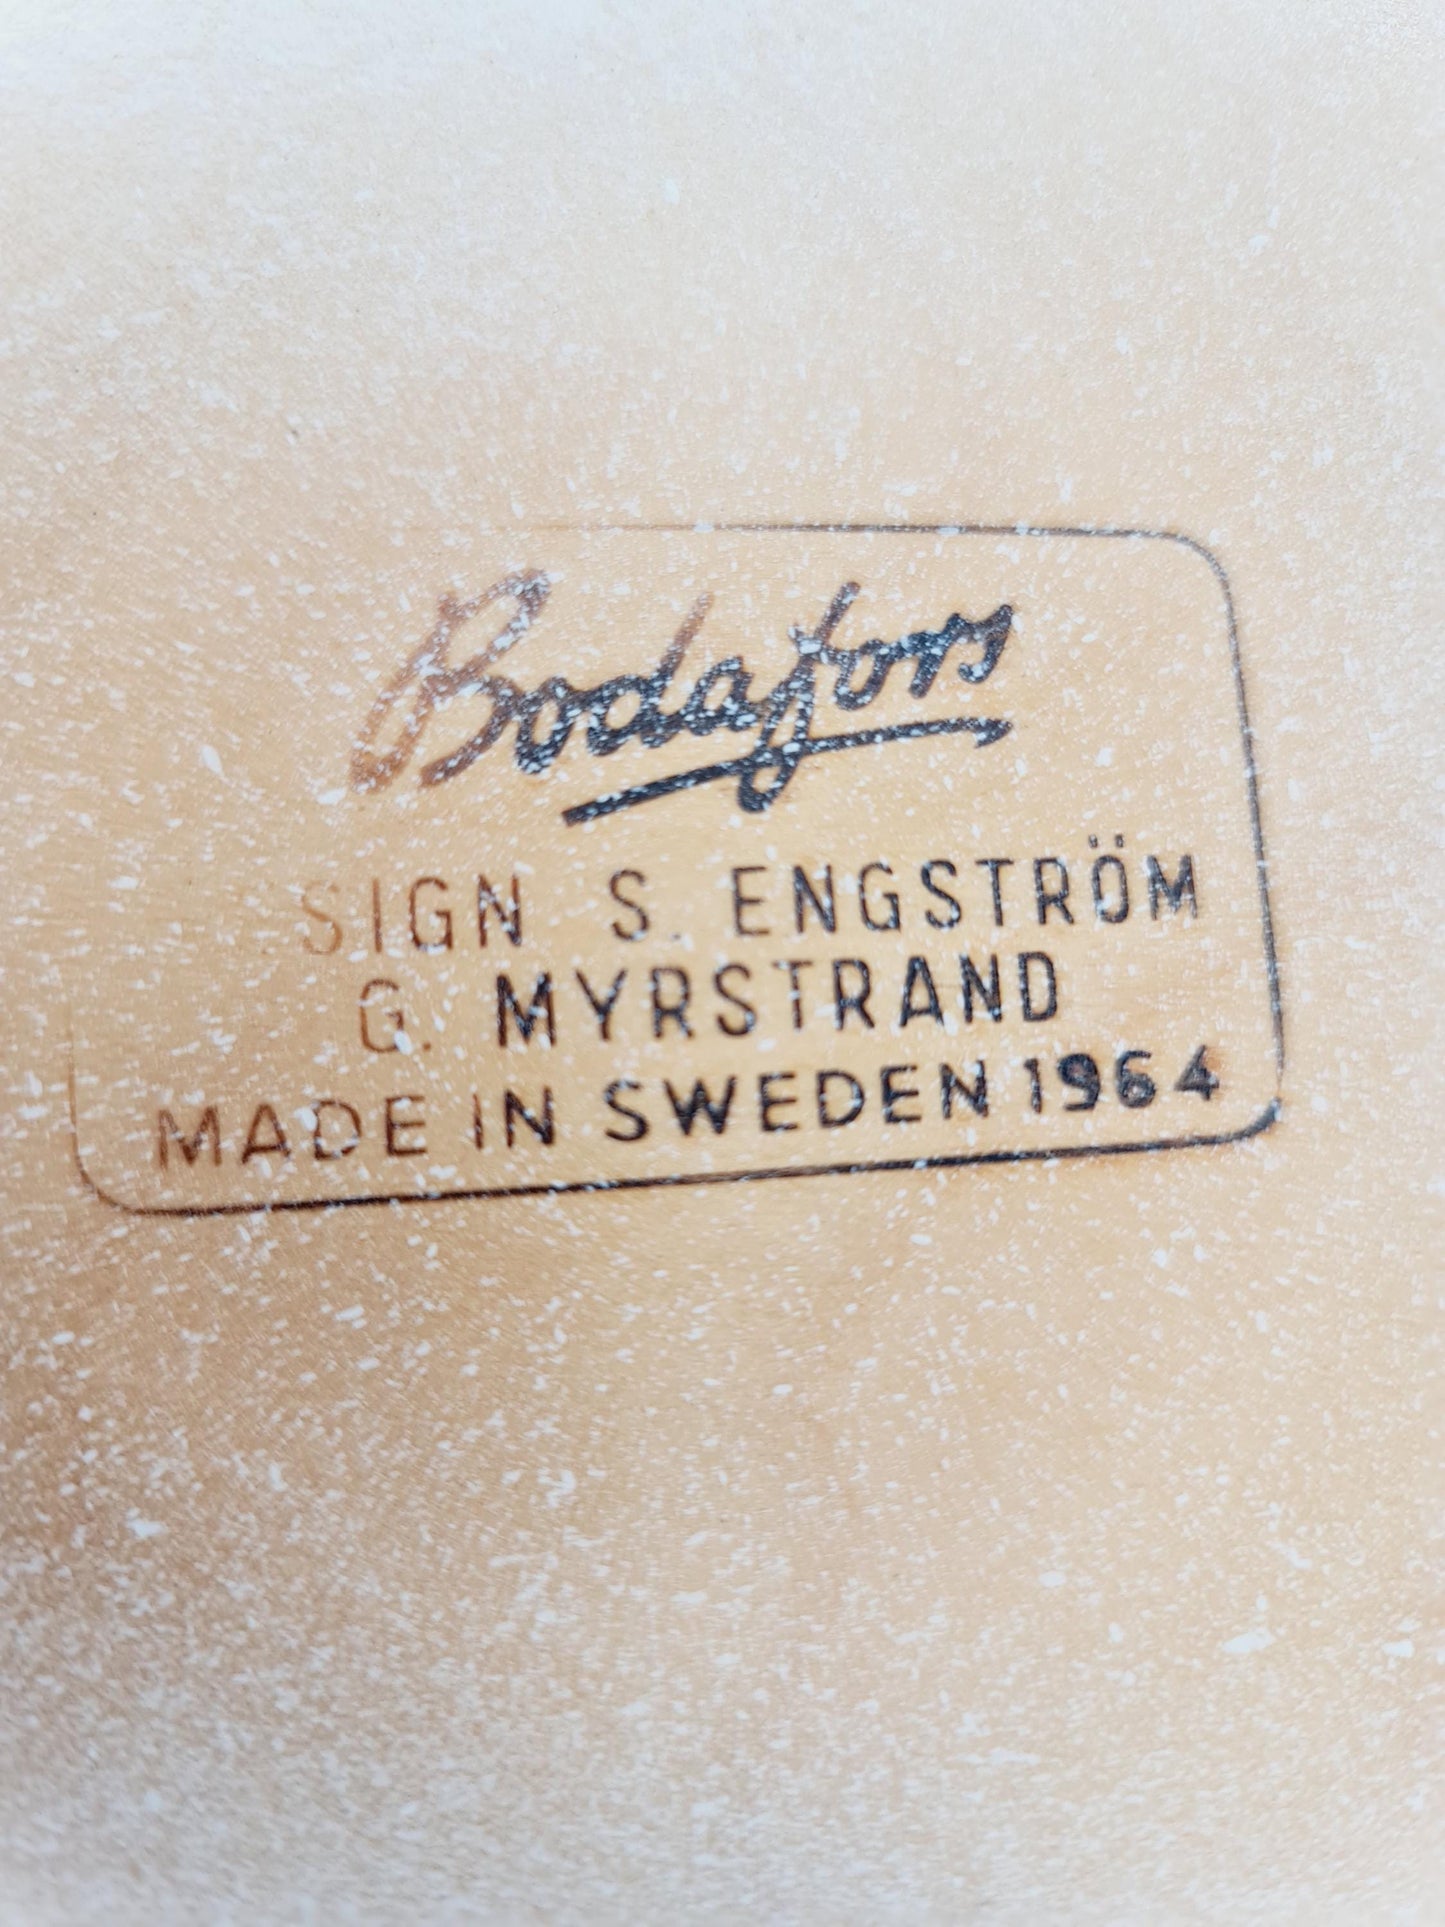 Bodafors
SIGN S. ENGSTRÖM
G. MYRSTRAND
MADE IN SWEDEN 1964